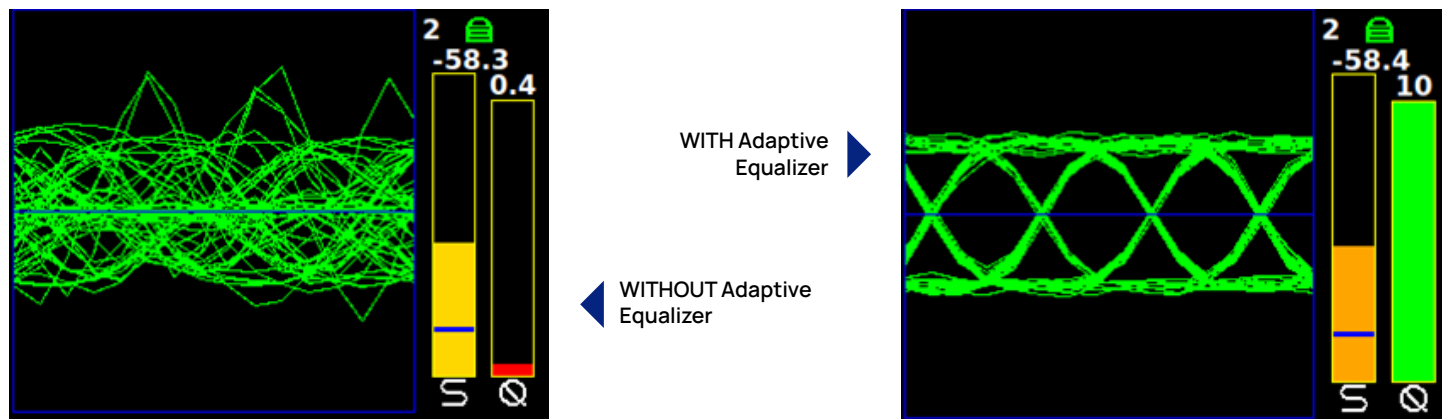 2
-58.3
0.4
S
Q
WITH Adaptive
Equalizer
WITHOUT Adaptive
Equalizer
2
-58.4
10
S
Q